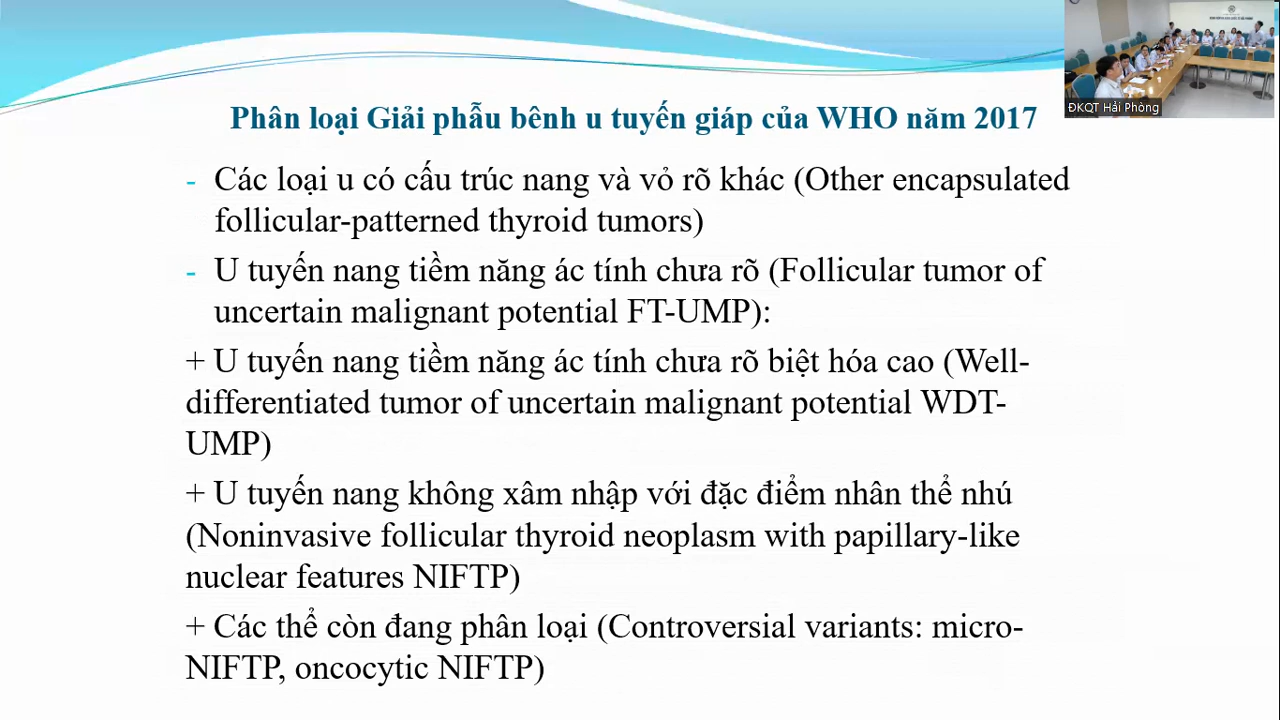 ĐKQT Hải Phòng
Phân loại Giải phẫu bênh u tuyến giáp của WHO năm 2017
- Các loại u có cấu trúc nang và vỏ rõ khác (Other encapsulated
follicular-patterned thyroid tumors)
- U tuyến nang tiềm năng ác tính chưa rõ (Follicular tumor of
uncertain malignant potential FT-UMP):
+ U tuyến nang tiềm năng ác tính chưa rõ biệt hóa cao (Well-
differentiated tumor of uncertain malignant potential WDT-
UMP)
+ U tuyến nang không xâm nhập với đặc điểm nhân thể nhú
(Noninvasive follicular thyroid neoplasm with papillary-like
nuclear features NIFTP)
+ Các thể còn đang phân loại (Controversial variants: micro-
NIFTP, oncocytic NIFTP)